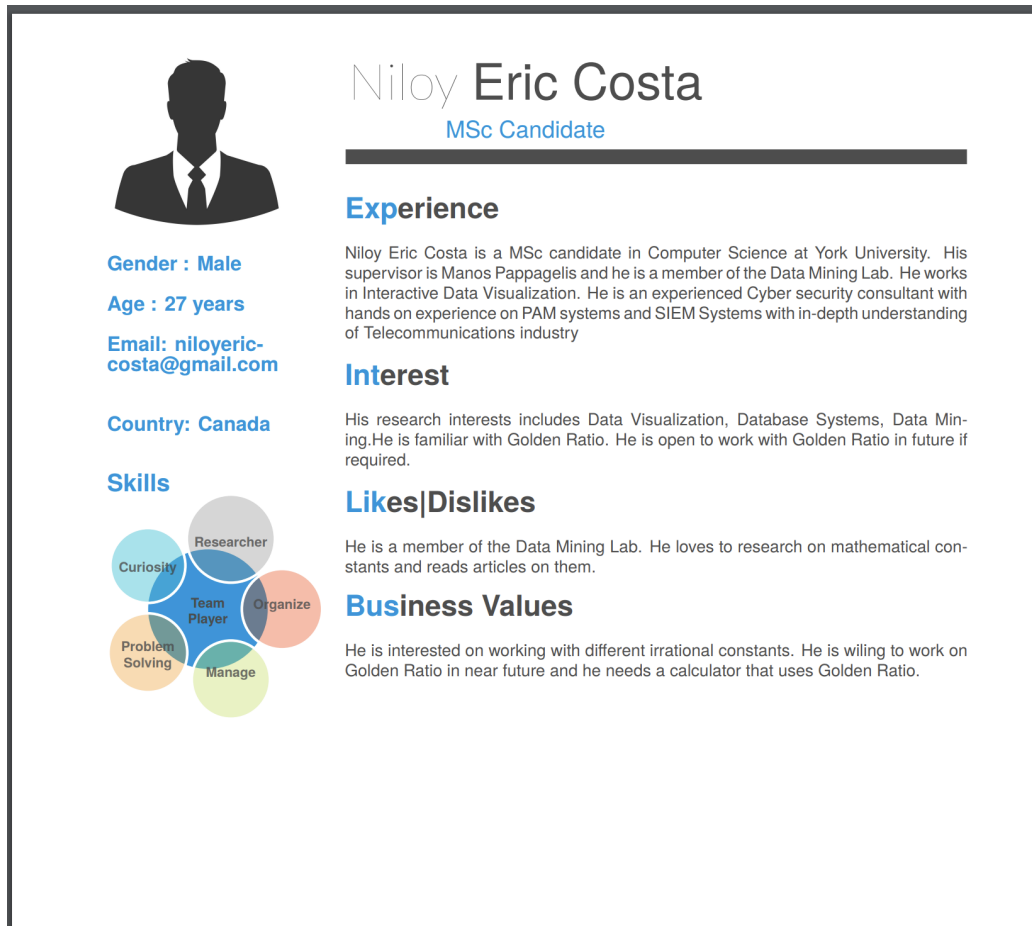 Niloy Eric Costa
MSc Candidate
Gender : Male
Age : 27 years
Email: niloyeric-
costa@gmail.com
Country: Canada
Skills
Researcher
Curiosity
Team
Player
Organize
Problem
Solving
Manage
Experience
Niloy Eric Costa is a MSc candidate in Computer Science at York University. His
supervisor is Manos Pappagelis and he is a member of the Data Mining Lab. He works
in Interactive Data Visualization. He is an experienced Cyber security consultant with
hands on experience on PAM systems and SIEM Systems with in-depth understanding
of Telecommunications industry
Interest
His research interests includes Data Visualization, Database Systems, Data Min-
ing.He is familiar with Golden Ratio. He is open to work with Golden Ratio in future if
required.
Likes|Dislikes
He is a member of the Data Mining Lab. He loves to research on mathematical con-
stants and reads articles on them.
Business Values
He is interested on working with different irrational constants. He is wiling to work on
Golden Ratio in near future and he needs a calculator that uses Golden Ratio.